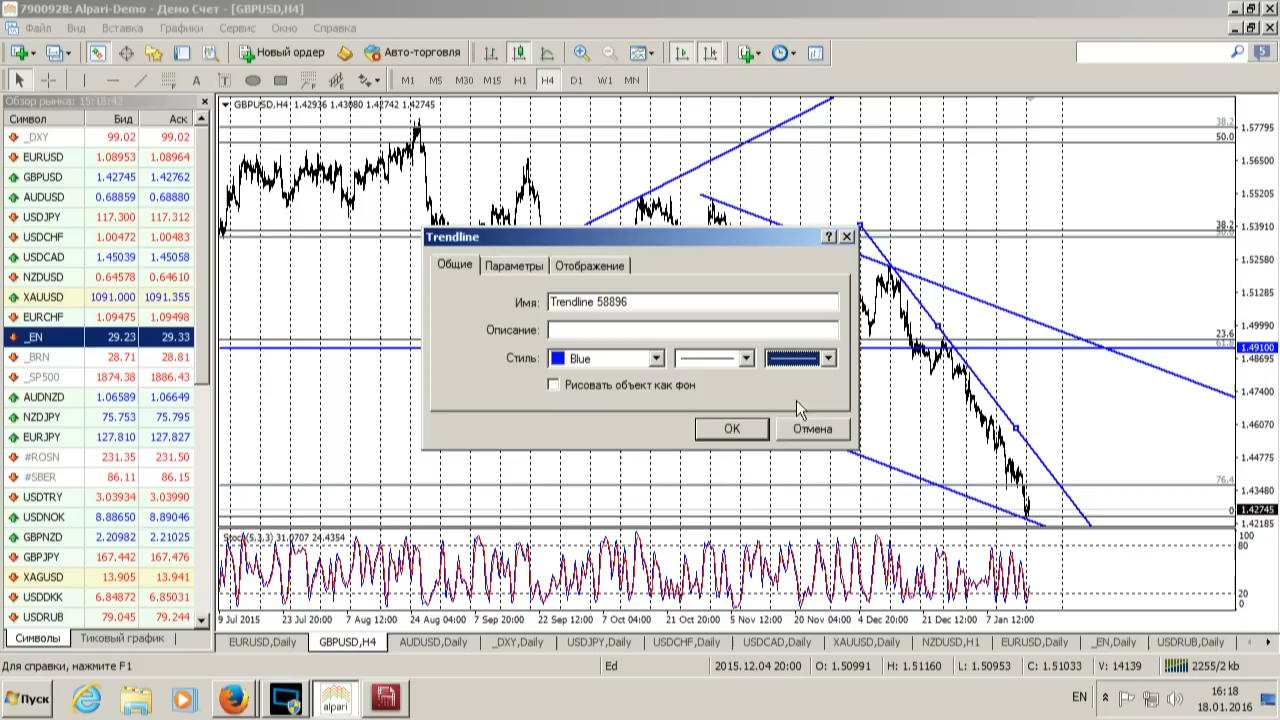 7900928: Alpari-Demo - Демо Счет - [GBPUSD,H4]
Файл Вид Вставка Графики Сервис Окно Справка
Новый ордер Авто-торговля 5
A T M1 M5 M30 M15 H1 H4 D1 W1 MN
Обзор рынка: 15:18:42
Символ Бид Аск
_DXY 99.02 99.02
EURUSD 1.08953 1.08964
GBPUSD 1.42745 1.42762
AUDUSD 0.68859 0.68880
USDJPY 117.300 117.312
USDCHF 1.00472 1.00483
USDCAD 1.45039 1.45058
NZDUSD 0.64578 0.64610
XAUUSD 1091.000 1091.355
EURCHF 1.09475 1.09498
_EN 29.23 29.33
_BRN 28.71 28.81
_SP500 1874.38 1886.43
AUDNZD 1.06589 1.06649
NZDJPY 75.753 75.795
EURJPY 127.810 127.827
#ROSN 231.35 231.50
#SBER 86.11 86.15
USDTRY 3.03934 3.03990
USDNOK 8.88650 8.89046
GBPNZD 2.20982 2.21025
GBPJPY 167.442 167.476
XAGUSD 13.905 13.941
USDDKK 6.84872 6.85031
USDRUB 79.045 79.244
Символы Тиковый график
GBPUSD,H4 1.42936 1.43080 1.42742 1.42745
38.2
50.0
38.2
23.6
61.8
76.4
0
1.57795
1.56500
1.55205
1.53910
1.52580
1.51285
1.49990
1.49100
1.48695
1.47400
1.46070
1.44775
1.43480
1.42745
1.42185
Trendline
Общие Параметры Отображение
Имя: Trendline 58896
Описание:
Стиль: Blue
Рисовать объект как фон
OK Отмена
Stoch(5,3,3) 31.0707 24.4354
100
80
20
0
9 Jul 2015 23 Jul 20:00 7 Aug 12:00 24 Aug 04:00 7 Sep 20:00 22 Sep 12:00 7 Oct 04:00 21 Oct 20:00 5 Nov 12:00 20 Nov 04:00 4 Dec 20:00 21 Dec 12:00 7 Jan 12:00
EURUSD,Daily GBPUSD,H4 AUDUSD,Daily _DXY,Daily USDJPY,Daily USDCHF,Daily USDCAD,Daily XAUUSD,Daily NZDUSD,H1 EURUSD,Daily _EN,Daily USDRUB,Daily
Для справки, нажмите F1 Ed 2015.12.04 20:00 O: 1.50991 H: 1.51160 L: 1.50953 C: 1.51033 V: 14139 2255/2 kb
Пуск alpari EN 16:18
18.01.2016